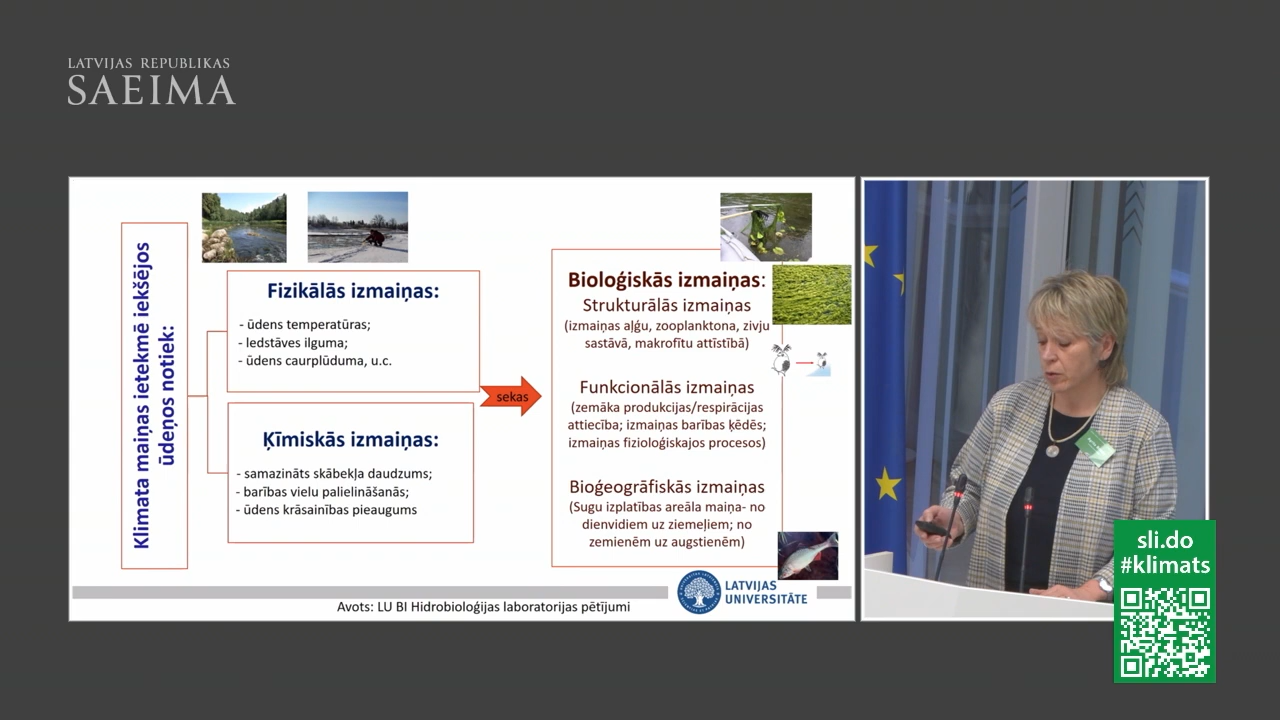 LATVIJAS REPUBLIKAS
SAEIMA
Klimata maiņas ietekmē iekšējos
ūdeņos notiek:
Fizikālās izmaiņas:
- ūdens temperatūras;
- ledstāves ilguma;
- ūdens caurplūduma, u.c.
Ķīmiskās izmaiņas:
- samazināts skābekļa daudzums;
- barības vielu palielināšanās;
- ūdens krāsainības pieaugums
sekas
Bioloģiskās izmaiņas:
Strukturālās izmaiņas
(izmaiņas aļģu, zooplanktona, zivju
sastāvā, makrofītu attīstībā)
Funkcionālās izmaiņas
(zemāka produkcijas/respirācijas
attiecība; izmaiņas barības ķēdēs;
izmaiņas fizioloģiskajos procesos)
Bioģeogrāfiskās izmaiņas
(Sugu izplatības areāla maiņa- no
dienvidiem uz ziemeļiem; no
zemienēm uz augstienēm)
Avots: LU BI Hidrobioloģijas laboratorijas pētījumi
LATVIJAS
UNIVERSITĀTE
sli.do
#klimats